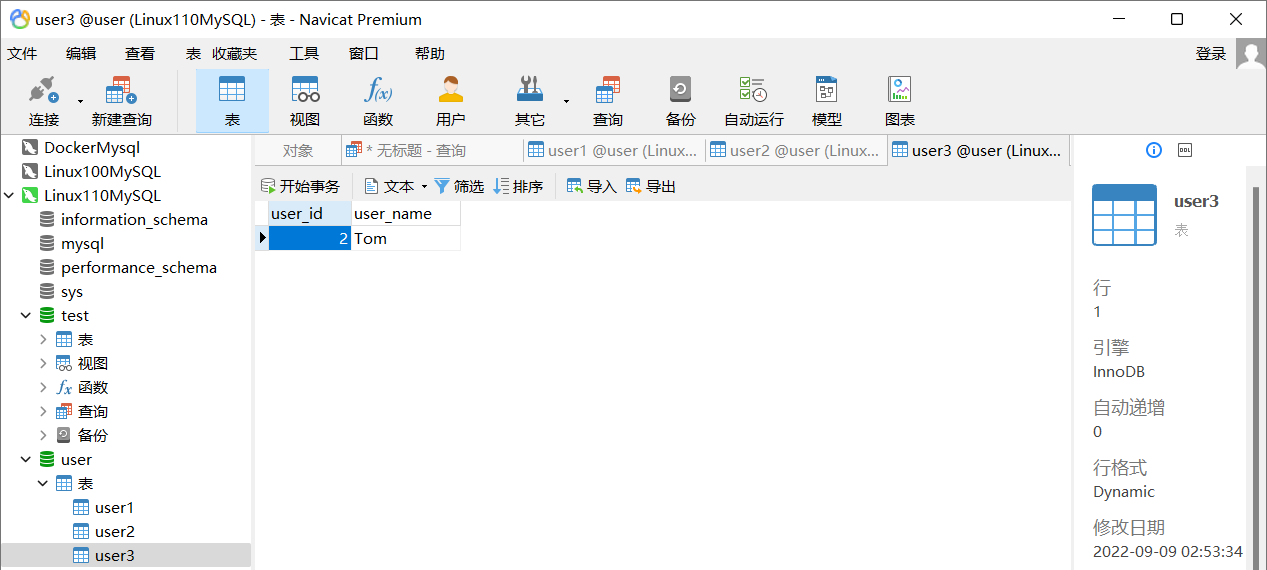 user3 @user (Linux110MySQL) - 表 - Navicat Premium
文件 编辑 查看 表 收藏夹 工具 窗口 帮助 登录
连接 新建查询 表 视图 f(x) 函数 用户 其它 查询 备份 自动运行 模型 图表
对象 * 无标题 - 查询 user1 @user (Linux... user2 @user (Linux... user3 @user (Linux... DDL
开始事务 文本 筛选 排序 导入 导出
user_id user_name
2 Tom
DockerMysql
Linux100MySQL
Linux110MySQL
information_schema
mysql
performance_schema
sys
test
表
视图
fx 函数
查询
备份
user
表
user1
user2
user3
user3
表
行
1
引擎
InnoDB
自动递增
0
行格式
Dynamic
修改日期
2022-09-09 02:53:34